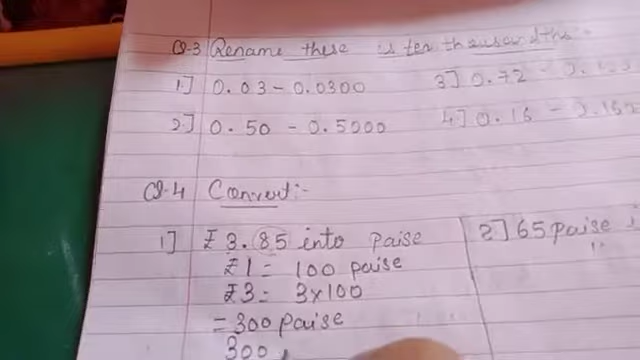 Q.3 Rename these is ten thousandths:-
1] 0.03 - 0.0300
3] 0.72 -
2] 0.50 - 0.5000
4] 0.16 -
Q.4 Convert:-
1] ₹ 3.85 into paise
₹1 = 100 paise
₹3 = 3x100
= 300 paise
300
2] 65 paise